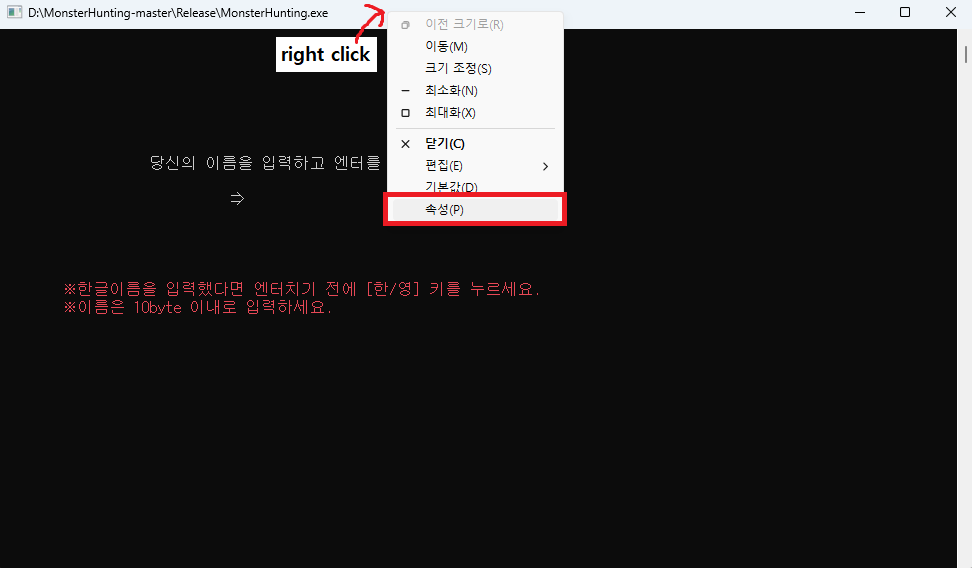 D:\MonsterHunting-master\Release\MonsterHunting.exe
right click
이전 크기로(R)
이동(M)
크기 조정(S)
최소화(N)
최대화(X)
닫기(C)
편집(E)
기본값(D)
속성(P)
당신의 이름을 입력하고 엔터를
⇒
※한글이름을 입력했다면 엔터치기 전에 [한/영] 키를 누르세요.
※이름은 10byte 이내로 입력하세요.